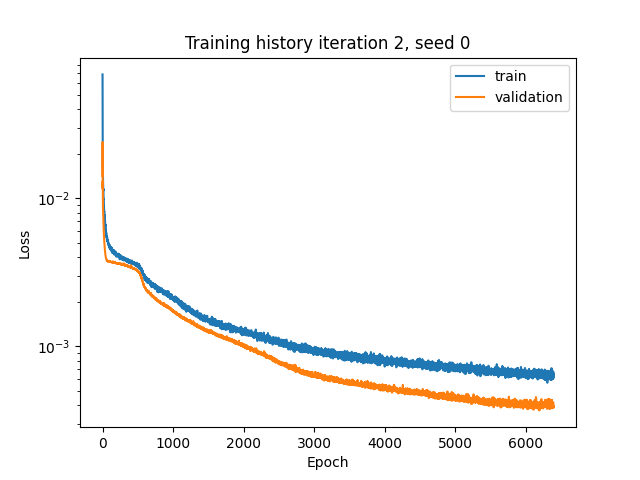 Training history iteration 2, seed 0
train
validation
Loss
10⁻²
10⁻³
0 1000 2000 3000 4000 5000 6000
Epoch